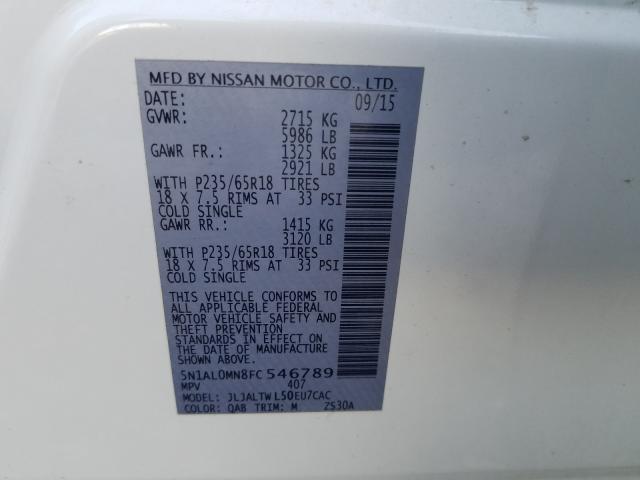 MFD BY NISSAN MOTOR CO., LTD.
DATE: 09/15
GVWR: 2715 KG
5986 LB
GAWR FR.: 1325 KG
2921 LB
WITH P235/65R18 TIRES
18 X 7.5 RIMS AT 33 PSI
COLD SINGLE
GAWR RR.: 1415 KG
3120 LB
WITH P235/65R18 TIRES
18 X 7.5 RIMS AT 33 PSI
COLD SINGLE
THIS VEHICLE CONFORMS TO
ALL APPLICABLE FEDERAL
MOTOR VEHICLE SAFETY AND
THEFT PREVENTION
STANDARDS IN EFFECT ON
THE DATE OF MANUFACTURE
SHOWN ABOVE.
5N1AL0MN8FC546789
MPV 407
MODEL: JLJALTWL50EU7CAC
COLOR: QAB TRIM: M ZS30A